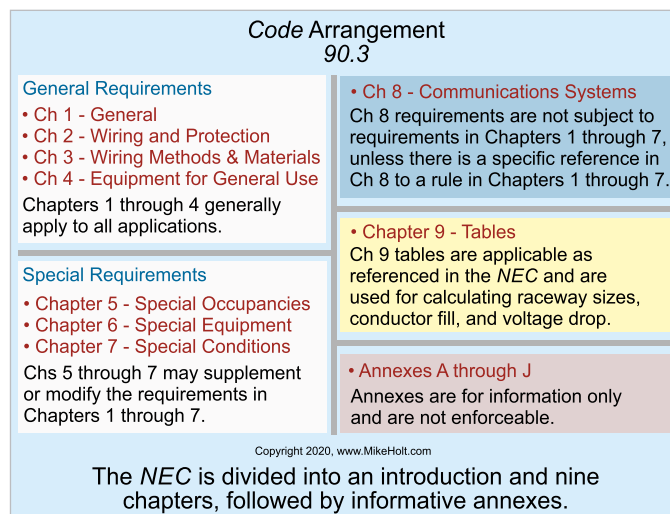 Code Arrangement
90.3
General Requirements
• Ch 1 - General
• Ch 2 - Wiring and Protection
• Ch 3 - Wiring Methods & Materials
• Ch 4 - Equipment for General Use
Chapters 1 through 4 generally
apply to all applications.
Special Requirements
• Chapter 5 - Special Occupancies
• Chapter 6 - Special Equipment
• Chapter 7 - Special Conditions
Chs 5 through 7 may supplement
or modify the requirements in
Chapters 1 through 7.
• Ch 8 - Communications Systems
Ch 8 requirements are not subject to
requirements in Chapters 1 through 7,
unless there is a specific reference in
Ch 8 to a rule in Chapters 1 through 7.
• Chapter 9 - Tables
Ch 9 tables are applicable as
referenced in the NEC and are
used for calculating raceway sizes,
conductor fill, and voltage drop.
• Annexes A through J
Annexes are for information only
and are not enforceable.
Copyright 2020, www.MikeHolt.com
The NEC is divided into an introduction and nine
chapters, followed by informative annexes.